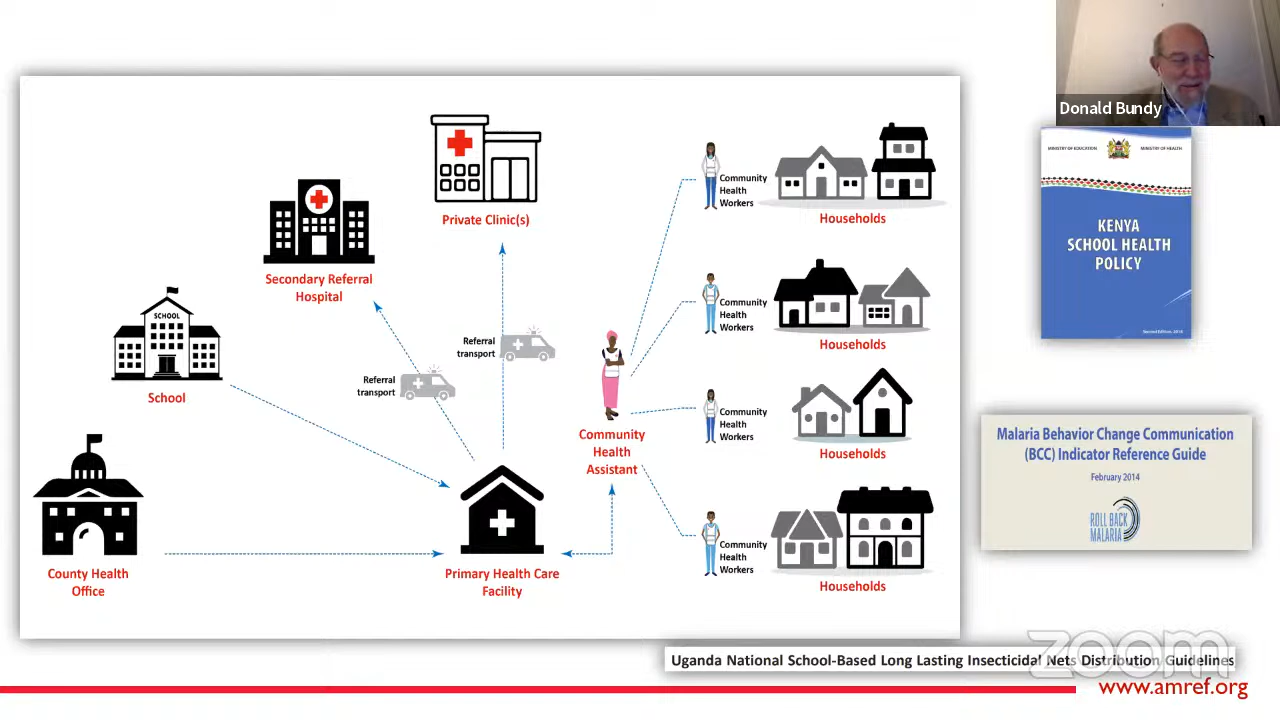 Donald Bundy
MINISTRY OF EDUCATION
MINISTRY OF HEALTH
KENYA
SCHOOL HEALTH
POLICY
Second Edition, 2018
Malaria Behavior Change Communication
(BCC) Indicator Reference Guide
February 2014
ROLL BACK
MALARIA
Private Clinic(s)
Secondary Referral
Hospital
SCHOOL
School
County Health
Office
Referral
transport
Referral
transport
Primary Health Care
Facility
Community
Health
Assistant
Community
Health
Workers
Households
Community
Health
Workers
Households
Community
Health
Workers
Households
Community
Health
Workers
Households
zoom
Uganda National School-Based Long Lasting Insecticidal Nets Distribution Guidelines
www.amref.org